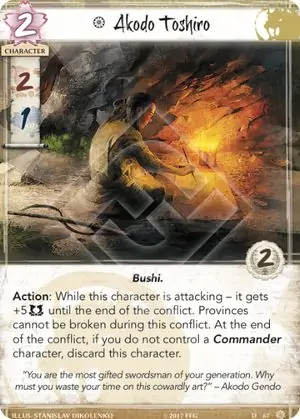 2
Akodo Toshiro
CHARACTER
2
1
2
Bushi.
Action: While this character is attacking – it gets
+5 until the end of the conflict. Provinces
cannot be broken during this conflict. At the end
of the conflict, if you do not control a Commander
character, discard this character.
"You are the most gifted swordsman of your generation. Why
must you waste your time on this cowardly art?" – Akodo Gendo
ILLUS: STANISLAV DIKOLENKO
©2017 FFG
D 67